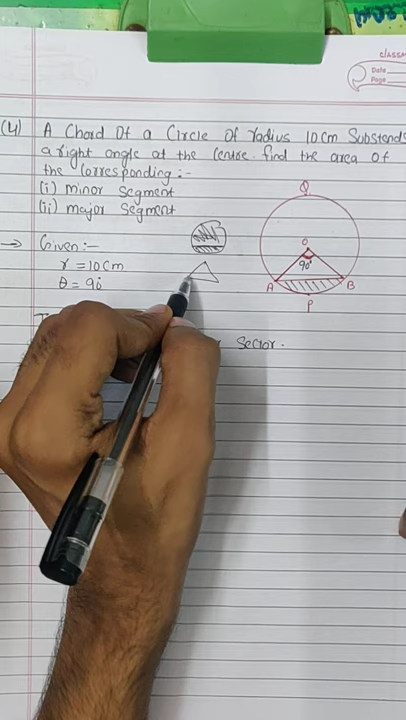 classm
Date
Page
(4) A Chord Of a Circle Of radius 10cm Substends
a right angle at the Centre. find the area of
the Corresponding :-
(i) minor Segment
(ii) major Segment
→ Given :-
r = 10cm
θ = 90°
Sector.
Q
O
90°
A
B
P